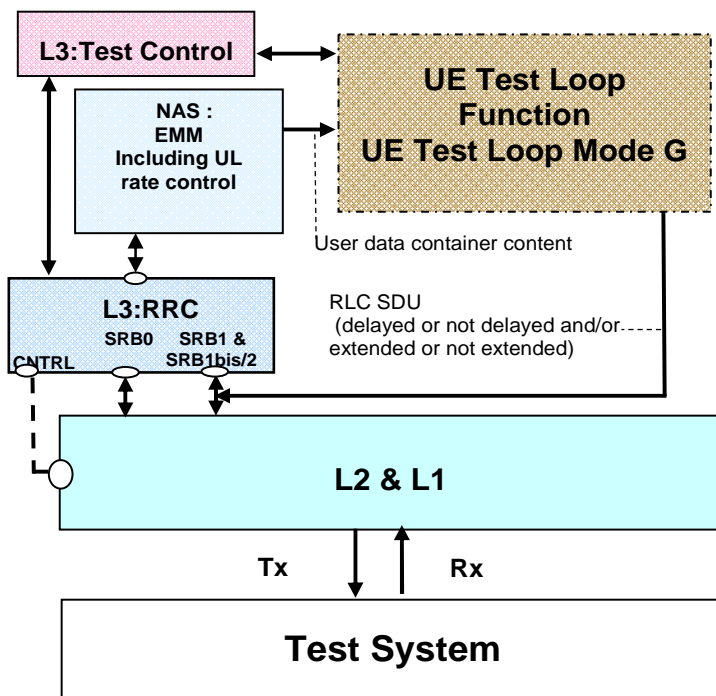 L3:Test Control
UE Test Loop
Function
UE Test Loop Mode G
NAS :
EMM
Including UL
rate control
User data container content
L3:RRC
SRB0
SRB1 &
SRB1bis/2
CNTRL
RLC SDU
(delayed or not delayed and/or
extended or not extended)
L2 & L1
Tx
Rx
Test System